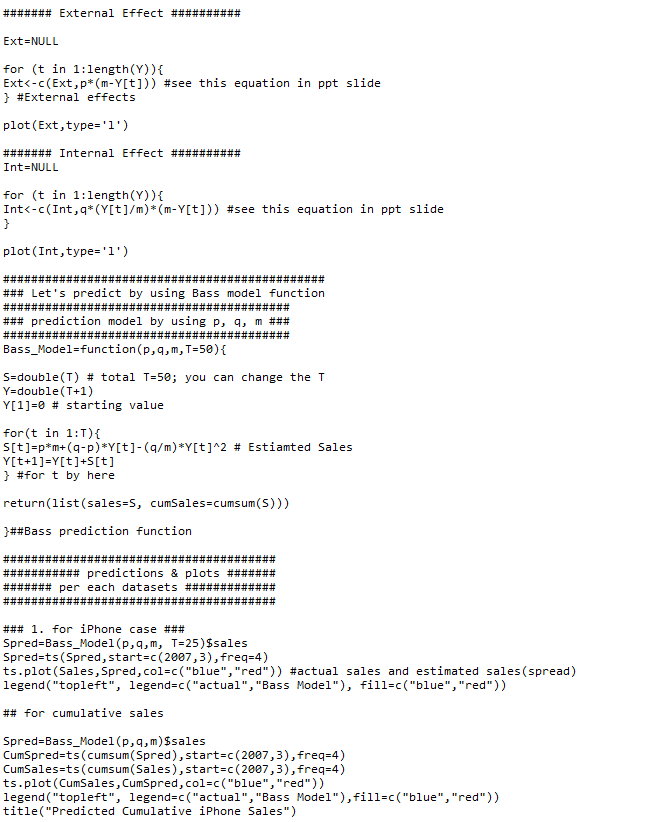 ####### External Effect ##########
Ext=NULL
for (t in 1:length(Y)){
Ext<-c(Ext,p*(m-Y[t])) #see this equation in ppt slide
} #External effects
plot(Ext,type='l')
####### Internal Effect ##########
Int=NULL
for (t in 1:length(Y)){
Int<-c(Int,q*(Y[t]/m)*(m-Y[t])) #see this equation in ppt slide
}
plot(Int,type='l')
##############################################
### Let's predict by using Bass model function
#########################################
### prediction model by using p, q, m ###
#########################################
Bass_Model=function(p,q,m,T=50){
S=double(T) # total T=50; you can change the T
Y=double(T+1)
Y[1]=0 # starting value
for(t in 1:T){
S[t]=p*m+(q-p)*Y[t]-(q/m)*Y[t]^2 # Estiamted Sales
Y[t+1]=Y[t]+S[t]
} #for t by here
return(list(sales=S, cumSales=cumsum(S)))
}##Bass prediction function
#######################################
########### predictions & plots #######
####### per each datasets #############
#######################################
### 1. for iPhone case ###
Spred=Bass_Model(p,q,m, T=25)$sales
Spred=ts(Spred,start=c(2007,3),freq=4)
ts.plot(Sales,Spred,col=c("blue","red")) #actual sales and estimated sales(spread)
legend("topleft", legend=c("actual","Bass Model"), fill=c("blue","red"))
## for cumulative sales
Spred=Bass_Model(p,q,m)$sales
CumSpred=ts(cumsum(Spred),start=c(2007,3),freq=4)
CumSales=ts(cumsum(Sales),start=c(2007,3),freq=4)
ts.plot(CumSales,CumSpred,col=c("blue","red"))
legend("topleft", legend=c("actual","Bass Model"),fill=c("blue","red"))
title("Predicted Cumulative iPhone Sales")